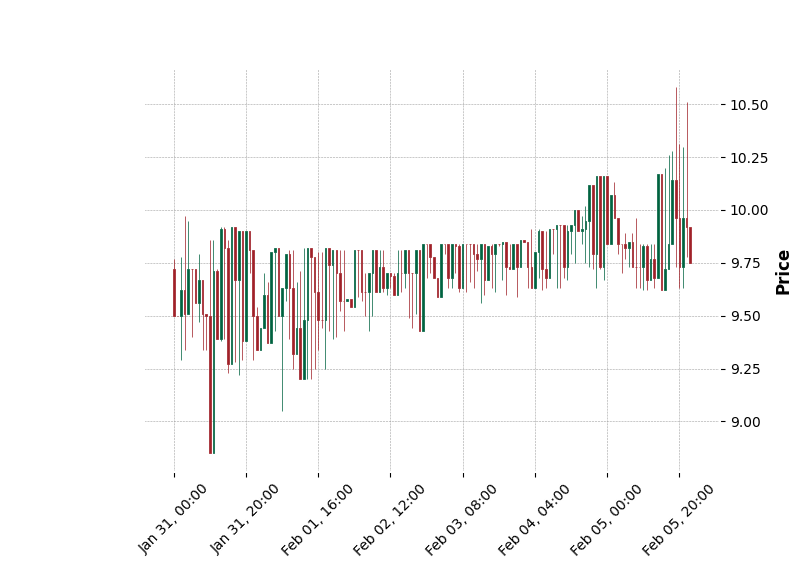 10.50
10.25
10.00
9.75
9.50
9.25
9.00
Price
Jan 31, 00:00
Jan 31, 20:00
Feb 01, 16:00
Feb 02, 12:00
Feb 03, 08:00
Feb 04, 04:00
Feb 05, 00:00
Feb 05, 20:00